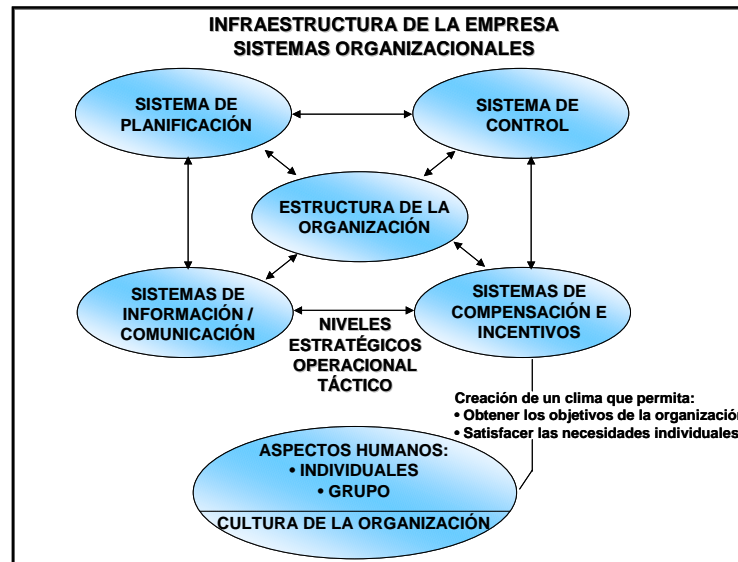 INFRAESTRUCTURA DE LA EMPRESA
SISTEMAS ORGANIZACIONALES
SISTEMA DE
PLANIFICACIÓN
SISTEMA DE
CONTROL
ESTRUCTURA DE LA
ORGANIZACIÓN
SISTEMAS DE
INFORMACIÓN /
COMUNICACIÓN
SISTEMAS DE
COMPENSACIÓN E
INCENTIVOS
NIVELES
ESTRATÉGICOS
OPERACIONAL
TÁCTICO
Creación de un clima que permita:
• Obtener los objetivos de la organización
• Satisfacer las necesidades individuales
ASPECTOS HUMANOS:
• INDIVIDUALES
• GRUPO
CULTURA DE LA ORGANIZACIÓN